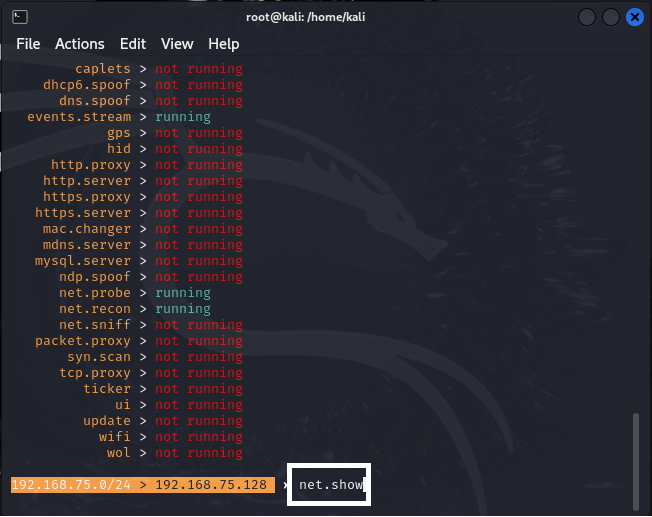 root@kali: /home/kali
File Actions Edit View Help
caplets > not running
dhcp6.spoof > not running
dns.spoof > not running
events.stream > running
gps > not running
hid > not running
http.proxy > not running
http.server > not running
https.proxy > not running
https.server > not running
mac.changer > not running
mdns.server > not running
mysql.server > not running
ndp.spoof > not running
net.probe > running
net.recon > running
net.sniff > not running
packet.proxy > not running
syn.scan > not running
tcp.proxy > not running
ticker > not running
ui > not running
update > not running
wifi > not running
wol > not running
192.168.75.0/24 > 192.168.75.128 » net.show